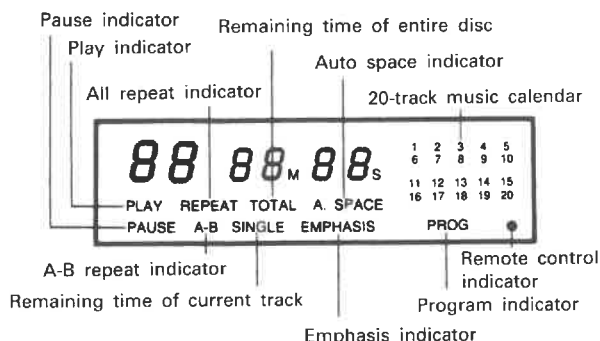 Pause indicator
Remaining time of entire disc
Play indicator
Auto space indicator
All repeat indicator
20-track music calendar
88 88M 88S
1 2 3 4 5
6 7 8 9 10
11 12 13 14 15
16 17 18 19 20
PLAY REPEAT TOTAL A. SPACE
PAUSE A-B SINGLE EMPHASIS PROG
A-B repeat indicator
Remote control
indicator
Remaining time of current track
Program indicator
Emphasis indicator